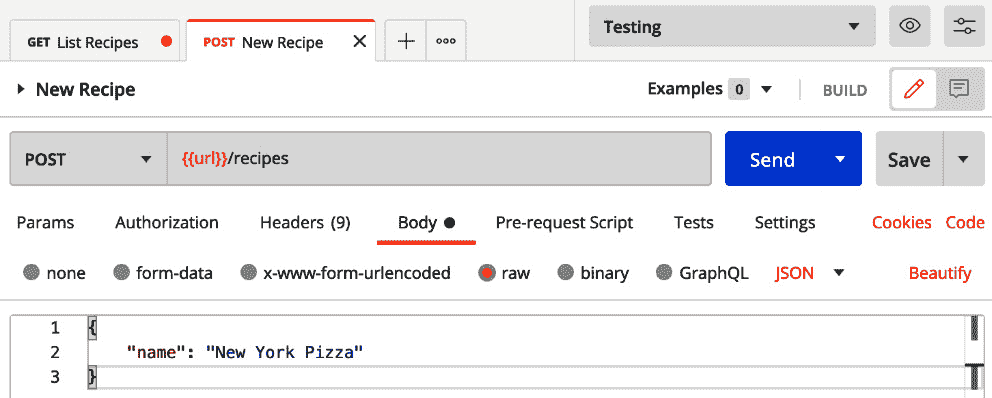 GET List Recipes POST New Recipe Testing
New Recipe Examples 0 BUILD
POST {{url}}/recipes Send Save
Params Authorization Headers (9) Body Pre-request Script Tests Settings Cookies Code
none form-data x-www-form-urlencoded raw binary GraphQL JSON Beautify
1 {
2 "name": "New York Pizza"
3 }